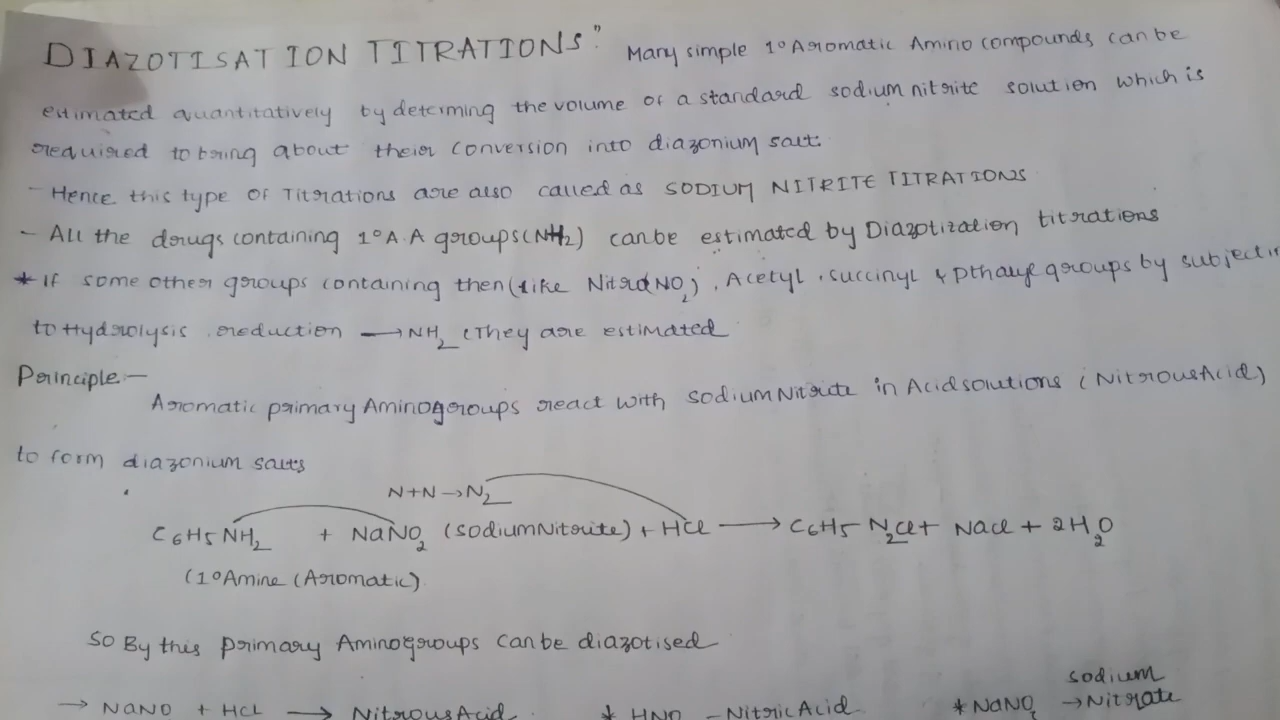 DIAZOTISATION TITRATIONS" Many simple 1° Aromatic Amino compounds can be
estimated quantitatively by determing the volume of a standard sodium nitrite solution which is
required to bring about their conversion into diazonium salt.
- Hence this type of Titrations are also called as SODIUM NITRITE TITRATIONS
- All the drugs containing 1° A.A groups (NH2) can be estimated by Diazotization titrations
* If some other groups containing then (like Nitro(NO2), Acetyl, succinyl & pthalyl groups by subjectin
to Hydrolysis, reduction → NH2 (They are estimated
Principle:-
Aromatic primary Aminogroups react with Sodium Nitrite in Acid solutions (Nitrous Acid)
to form diazonium salts
N+N → N2
C6H5NH2 + NaNO2 (sodium Nitrite) + HCl → C6H5 N2Cl + NaCl + 2H2O
(1° Amine (Aromatic)
So By this primary Aminogroups can be diazotised
sodium
→ NaNO + HCl → Nitrous Acid * HNO - Nitric Acid * NaNO → Nitrate